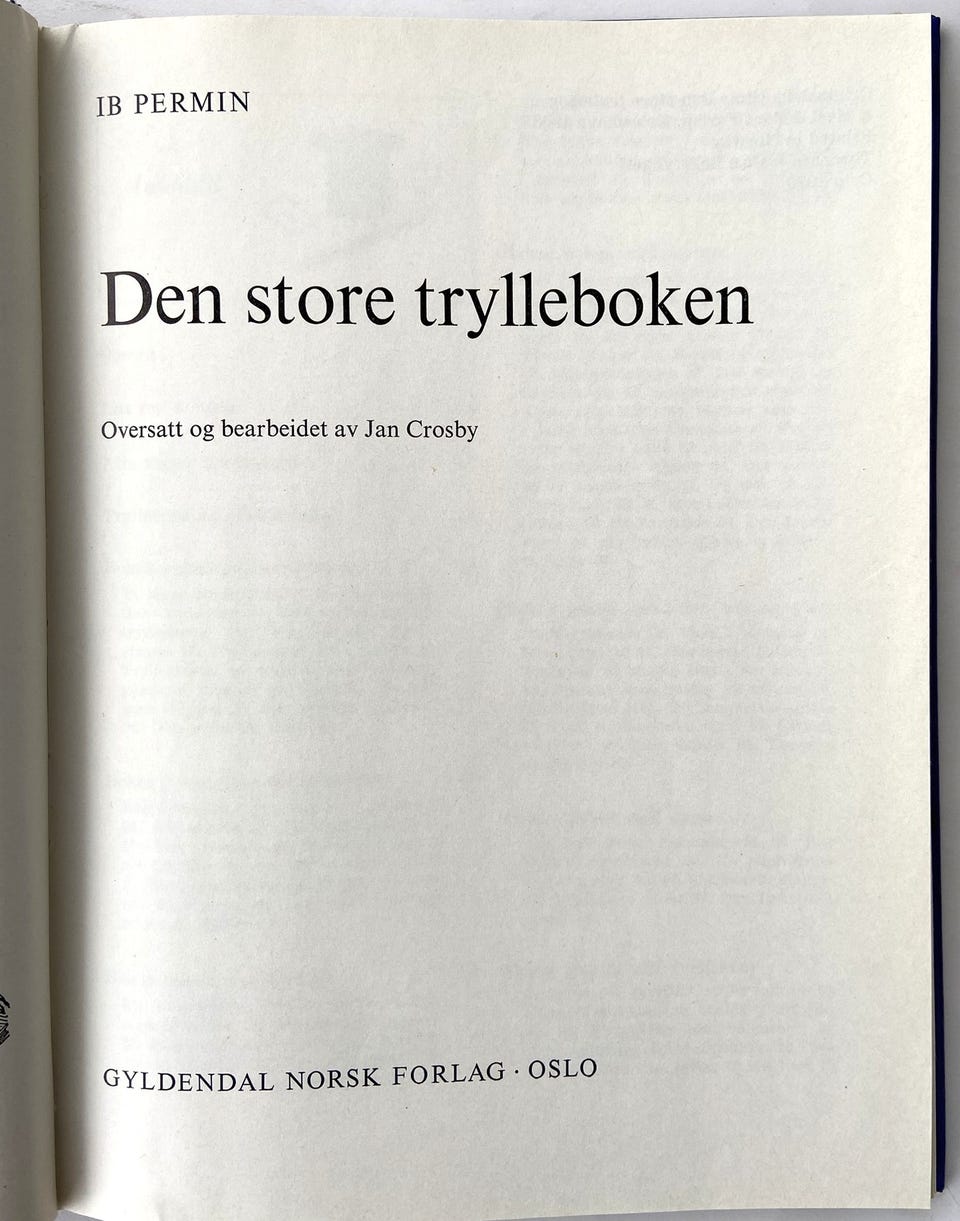 IB PERMIN
Den store trylleboken
Oversatt og bearbeidet av Jan Crosby
GYLDENDAL NORSK FORLAG · OSLO